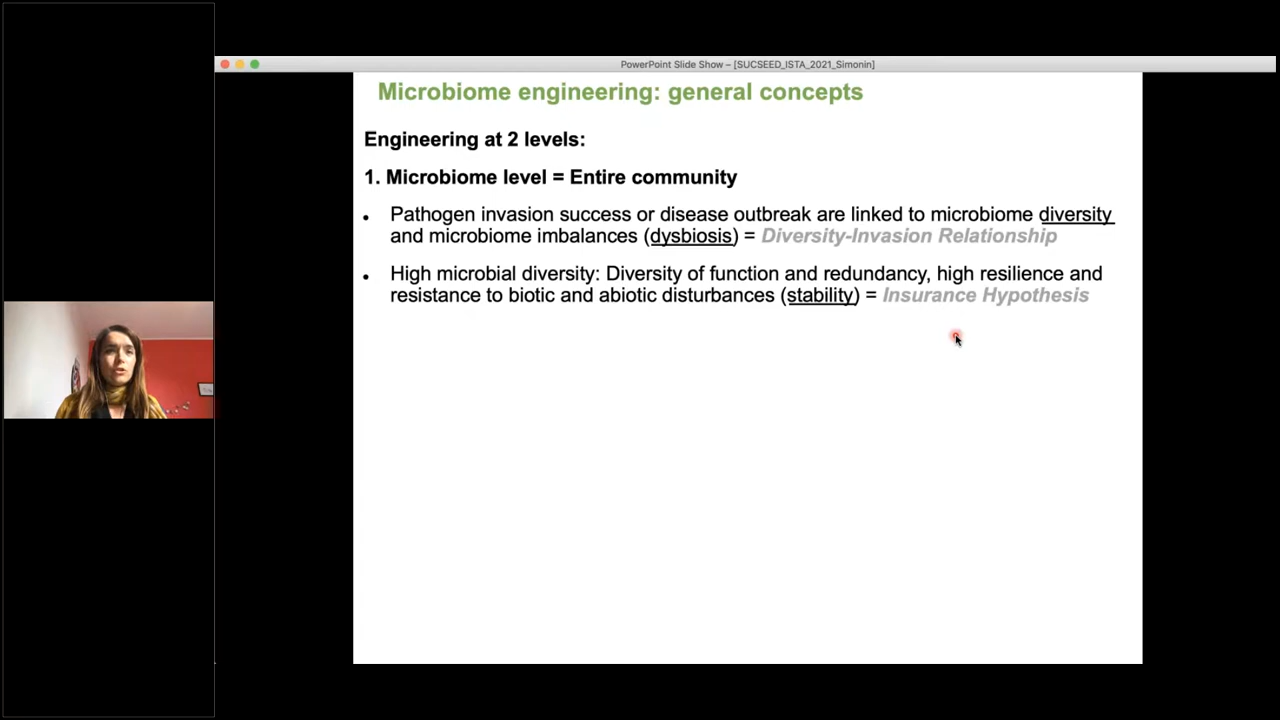 PowerPoint Slide Show – [SUCSEED_ISTA_2021_Simonin]
Microbiome engineering: general concepts
Engineering at 2 levels:
1. Microbiome level = Entire community
• Pathogen invasion success or disease outbreak are linked to microbiome diversity
and microbiome imbalances (dysbiosis) = Diversity-Invasion Relationship
• High microbial diversity: Diversity of function and redundancy, high resilience and
resistance to biotic and abiotic disturbances (stability) = Insurance Hypothesis